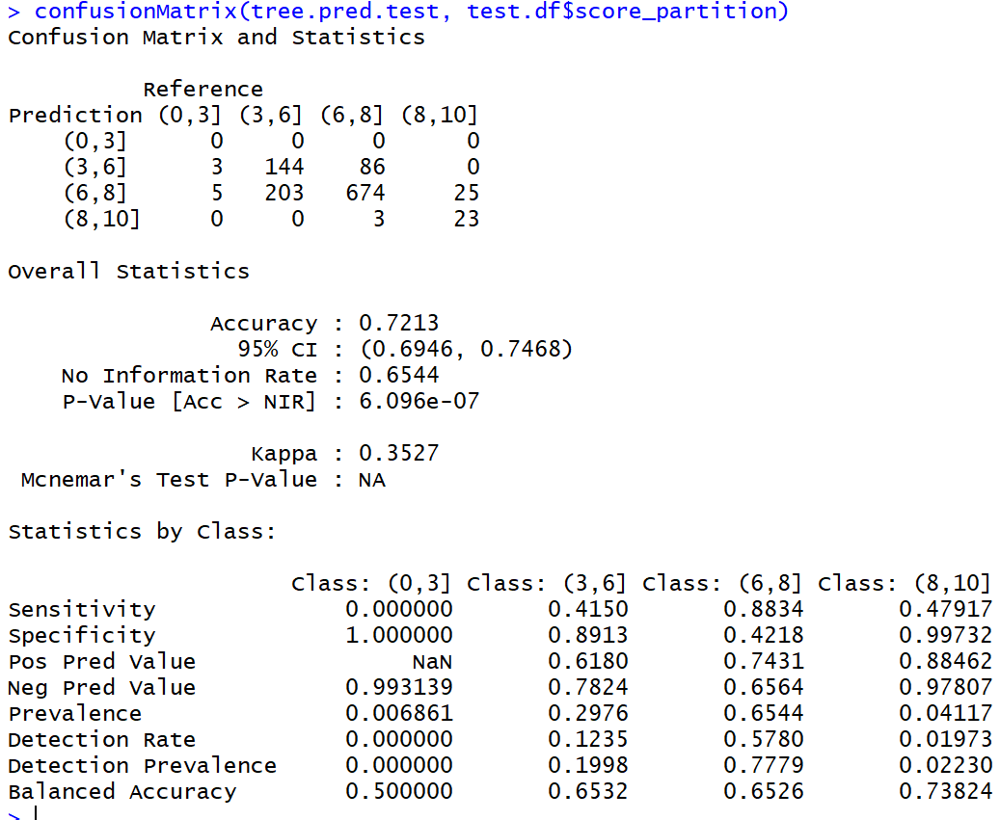 > confusionMatrix(tree.pred.test, test.df$score_partition)
Confusion Matrix and Statistics

          Reference
Prediction (0,3] (3,6] (6,8] (8,10]
    (0,3]      0     0     0      0
    (3,6]      3   144    86      0
    (6,8]      5   203   674     25
    (8,10]     0     0     3     23

Overall Statistics

               Accuracy : 0.7213
                 95% CI : (0.6946, 0.7468)
    No Information Rate : 0.6544
    P-Value [Acc > NIR] : 6.096e-07

                  Kappa : 0.3527
 Mcnemar's Test P-Value : NA

Statistics by Class:

                     Class: (0,3] Class: (3,6] Class: (6,8] Class: (8,10]
Sensitivity              0.000000       0.4150       0.8834       0.47917
Specificity              1.000000       0.8913       0.4218       0.99732
Pos Pred Value                NaN       0.6180       0.7431       0.88462
Neg Pred Value           0.993139       0.7824       0.6564       0.97807
Prevalence               0.006861       0.2976       0.6544       0.04117
Detection Rate           0.000000       0.1235       0.5780       0.01973
Detection Prevalence     0.000000       0.1998       0.7779       0.02230
Balanced Accuracy        0.500000       0.6532       0.6526       0.73824
>